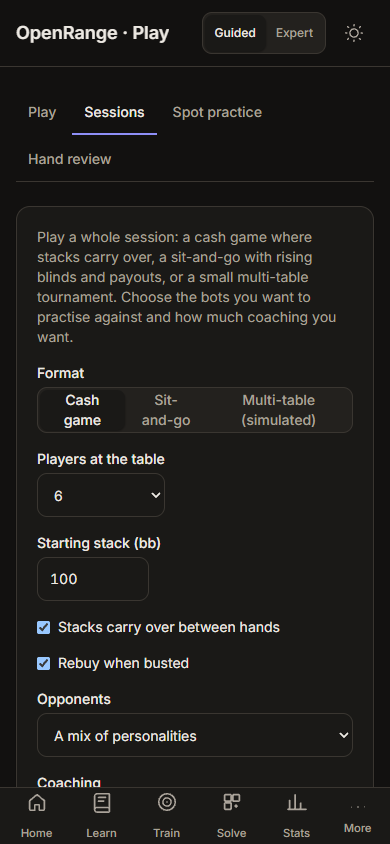 OpenRange · Play
Guided
Expert
Play
Sessions
Spot practice
Hand review
Play a whole session: a cash game where
stacks carry over, a sit-and-go with rising
blinds and payouts, or a small multi-table
tournament. Choose the bots you want to
practise against and how much coaching you
want.
Format
Cash
game
Sit-
and-go
Multi-table
(simulated)
Players at the table
6
Starting stack (bb)
100
Stacks carry over between hands
Rebuy when busted
Opponents
A mix of personalities
Coaching
Home
Learn
Train
Solve
Stats
More